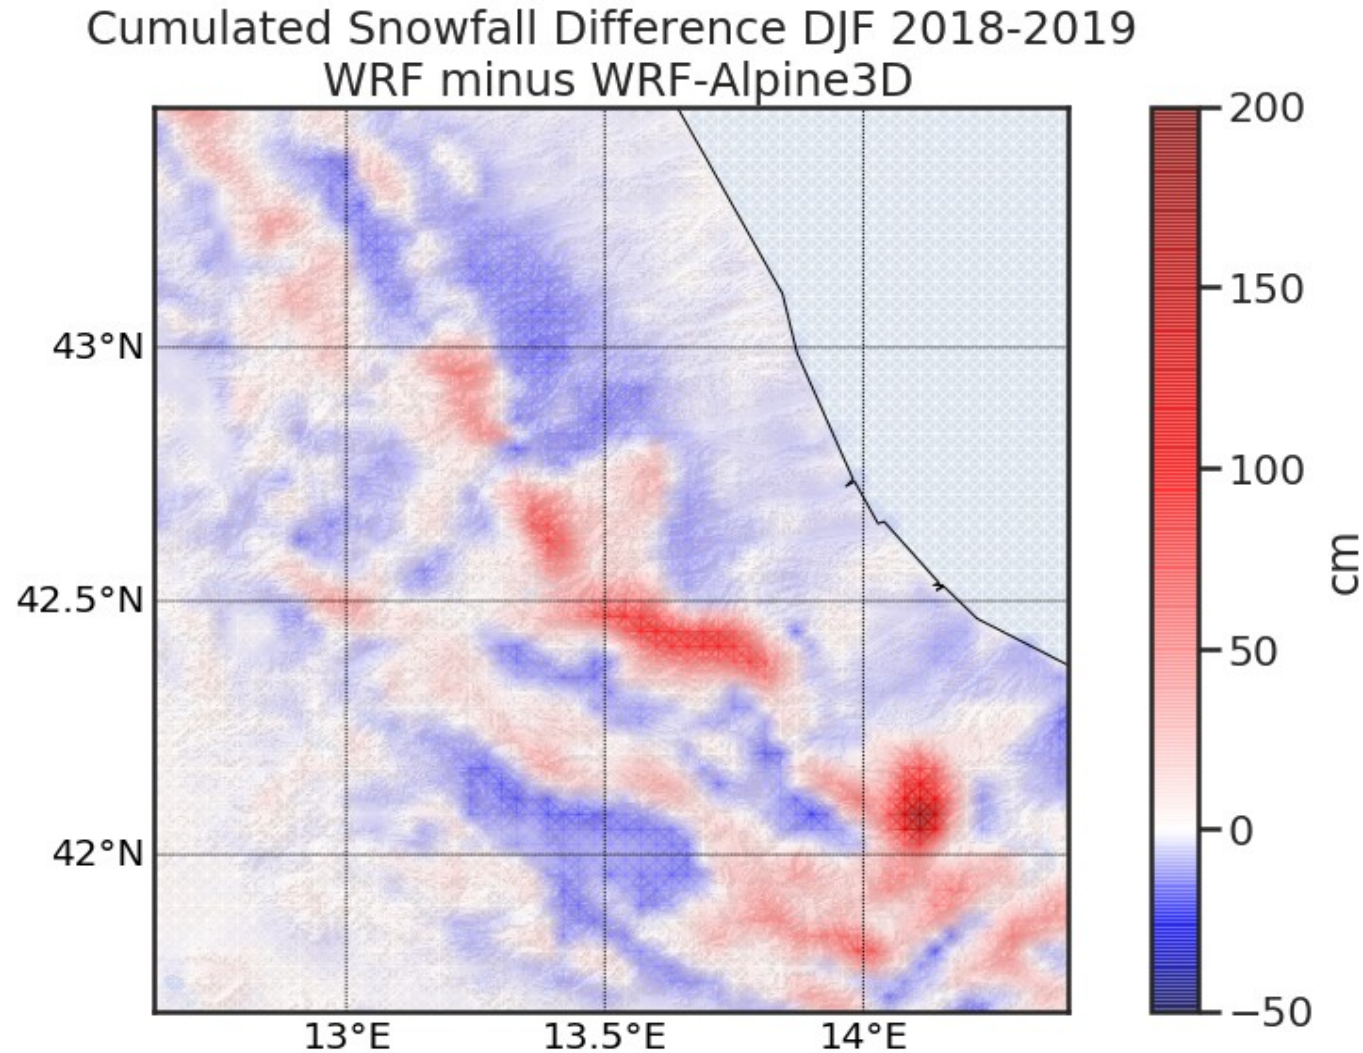 Cumulated Snowfall Difference DJF 2018-2019
WRF minus WRF-Alpine3D
200
150
100
50
0
−50
cm
43°N
42.5°N
42°N
13°E
13.5°E
14°E